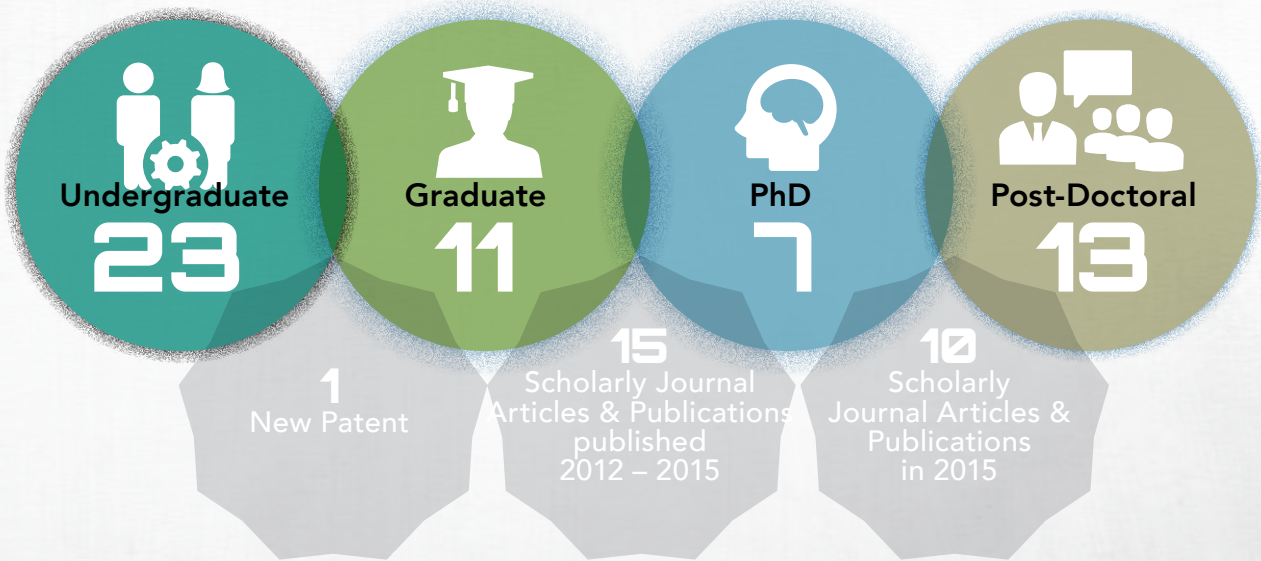 Undergraduate
23
Graduate
11
PhD
7
Post-Doctoral
13
1
New Patent
15
Scholarly Journal
Articles & Publications
published
2012 – 2015
10
Scholarly
Journal Articles &
Publications
in 2015